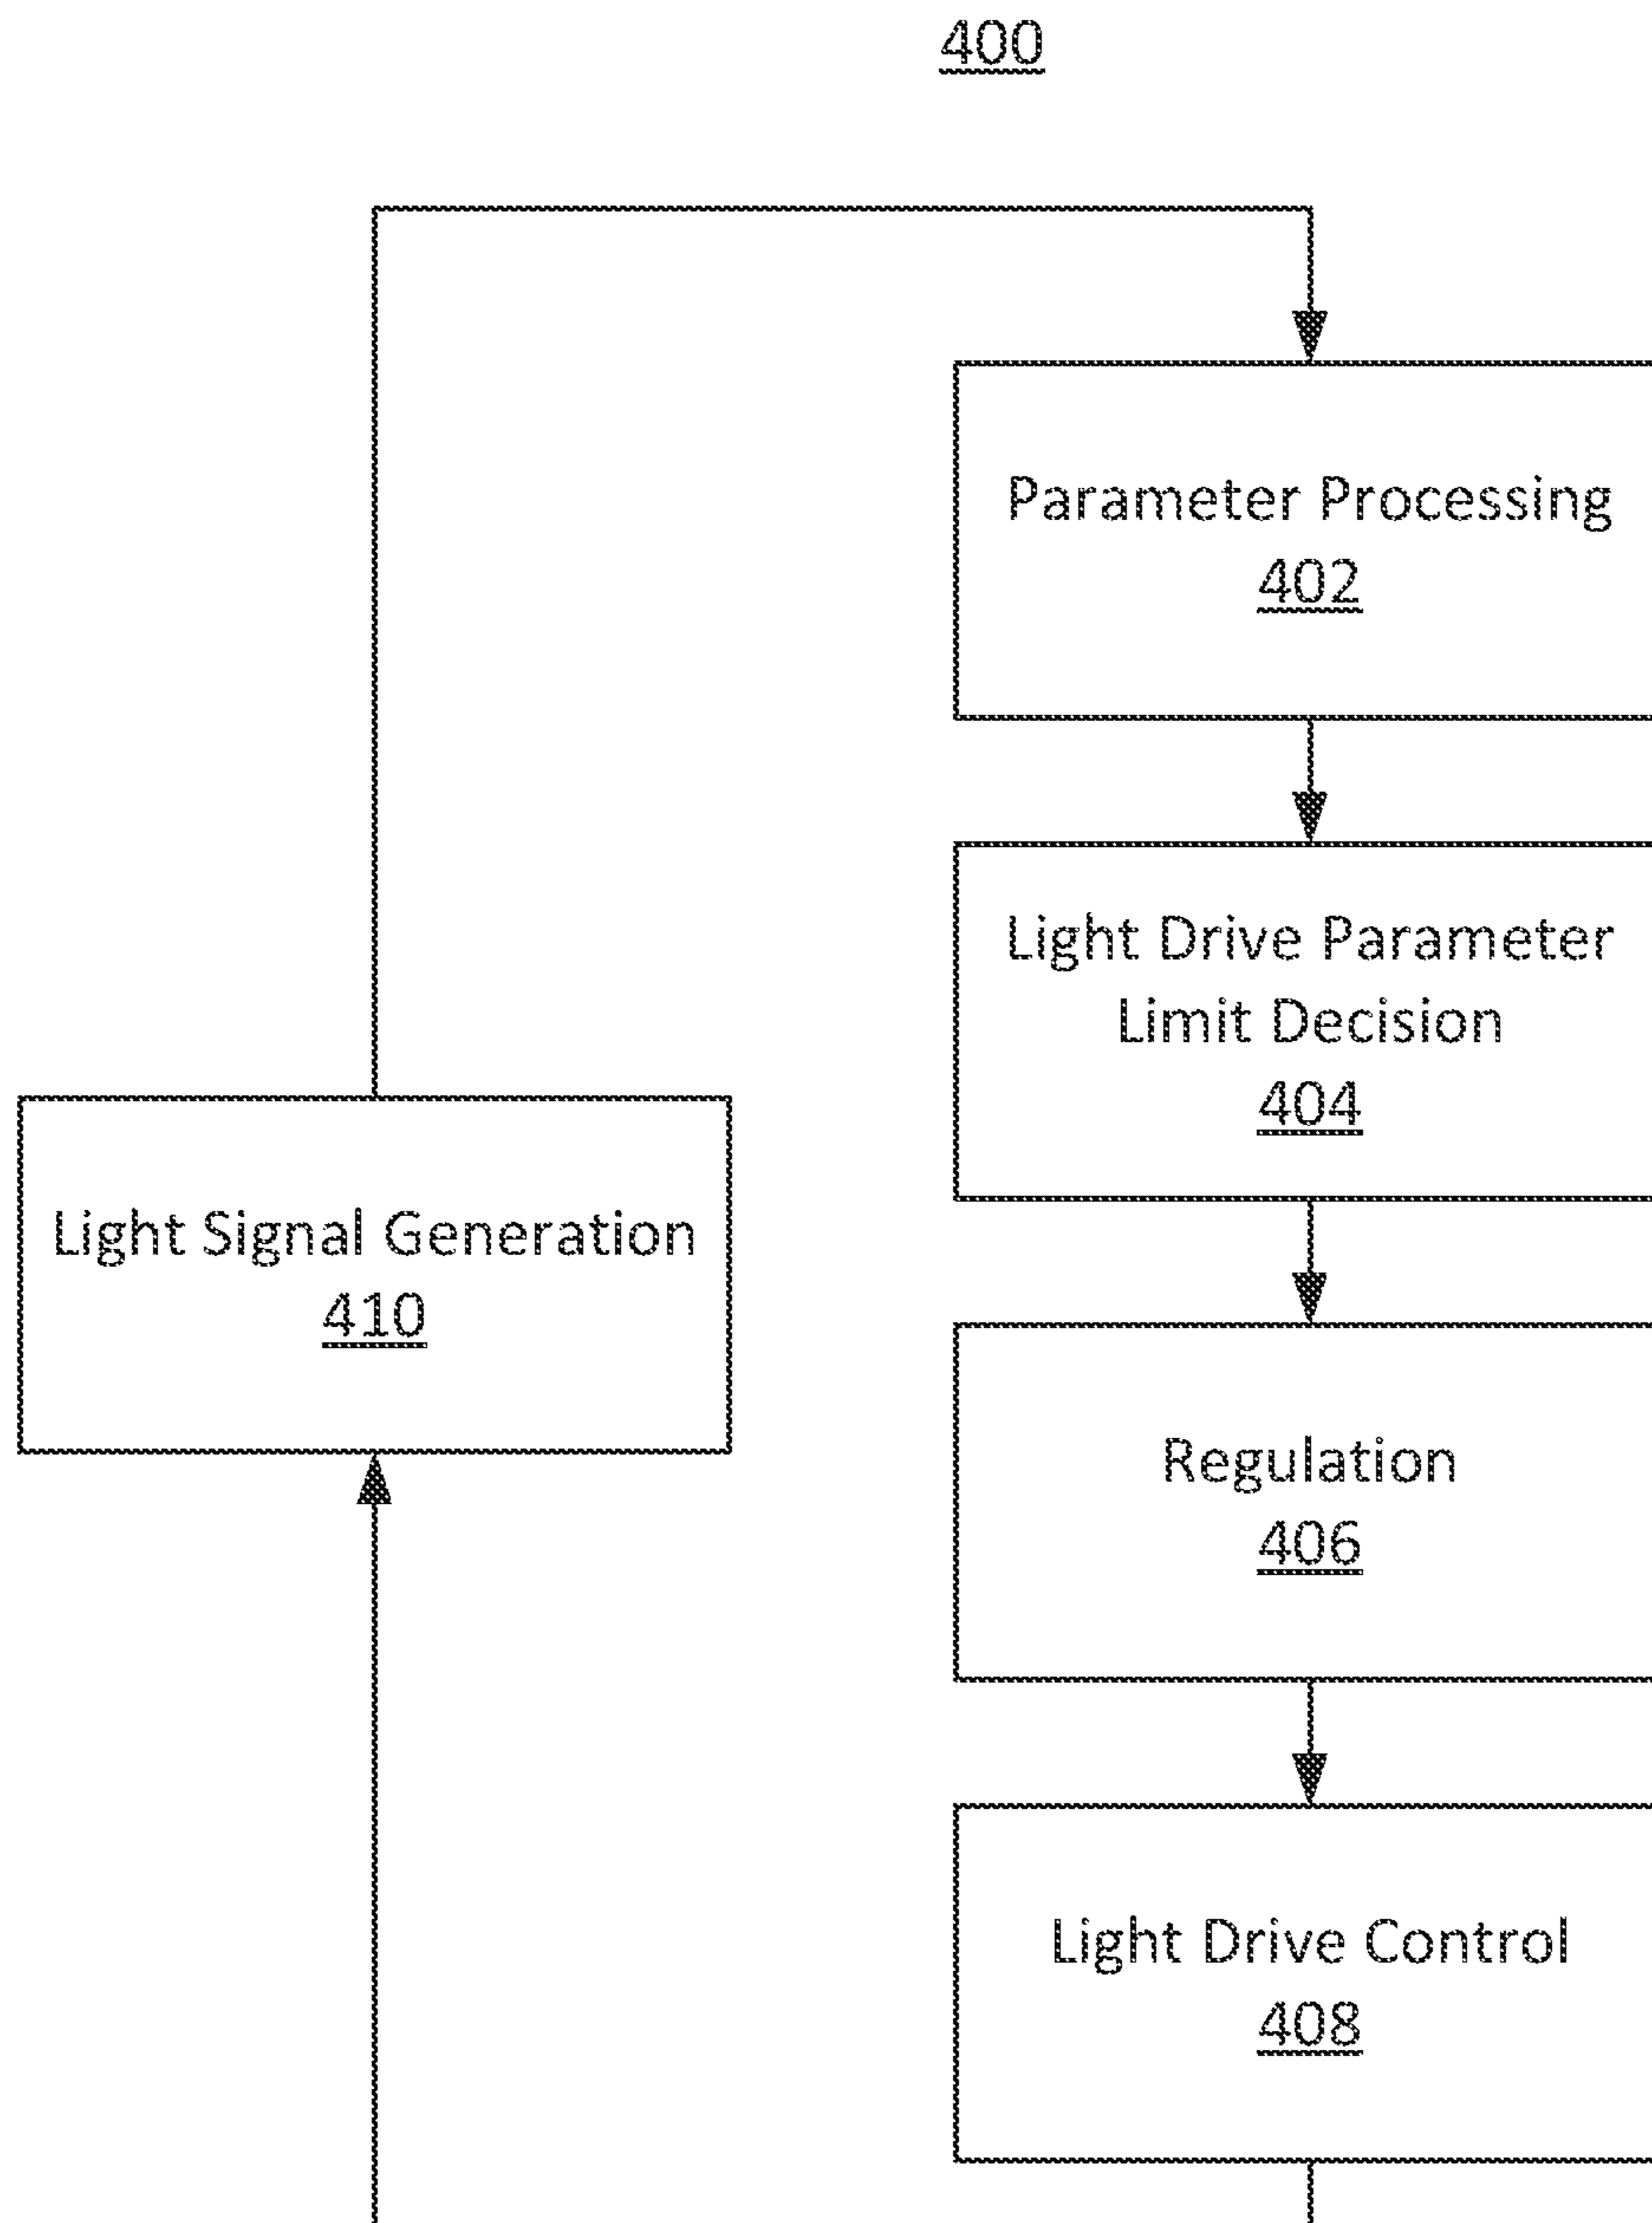 400
Parameter Processing
402
Light Drive Parameter
Limit Decision
404
Light Signal Generation
410
Regulation
406
Light Drive Control
408